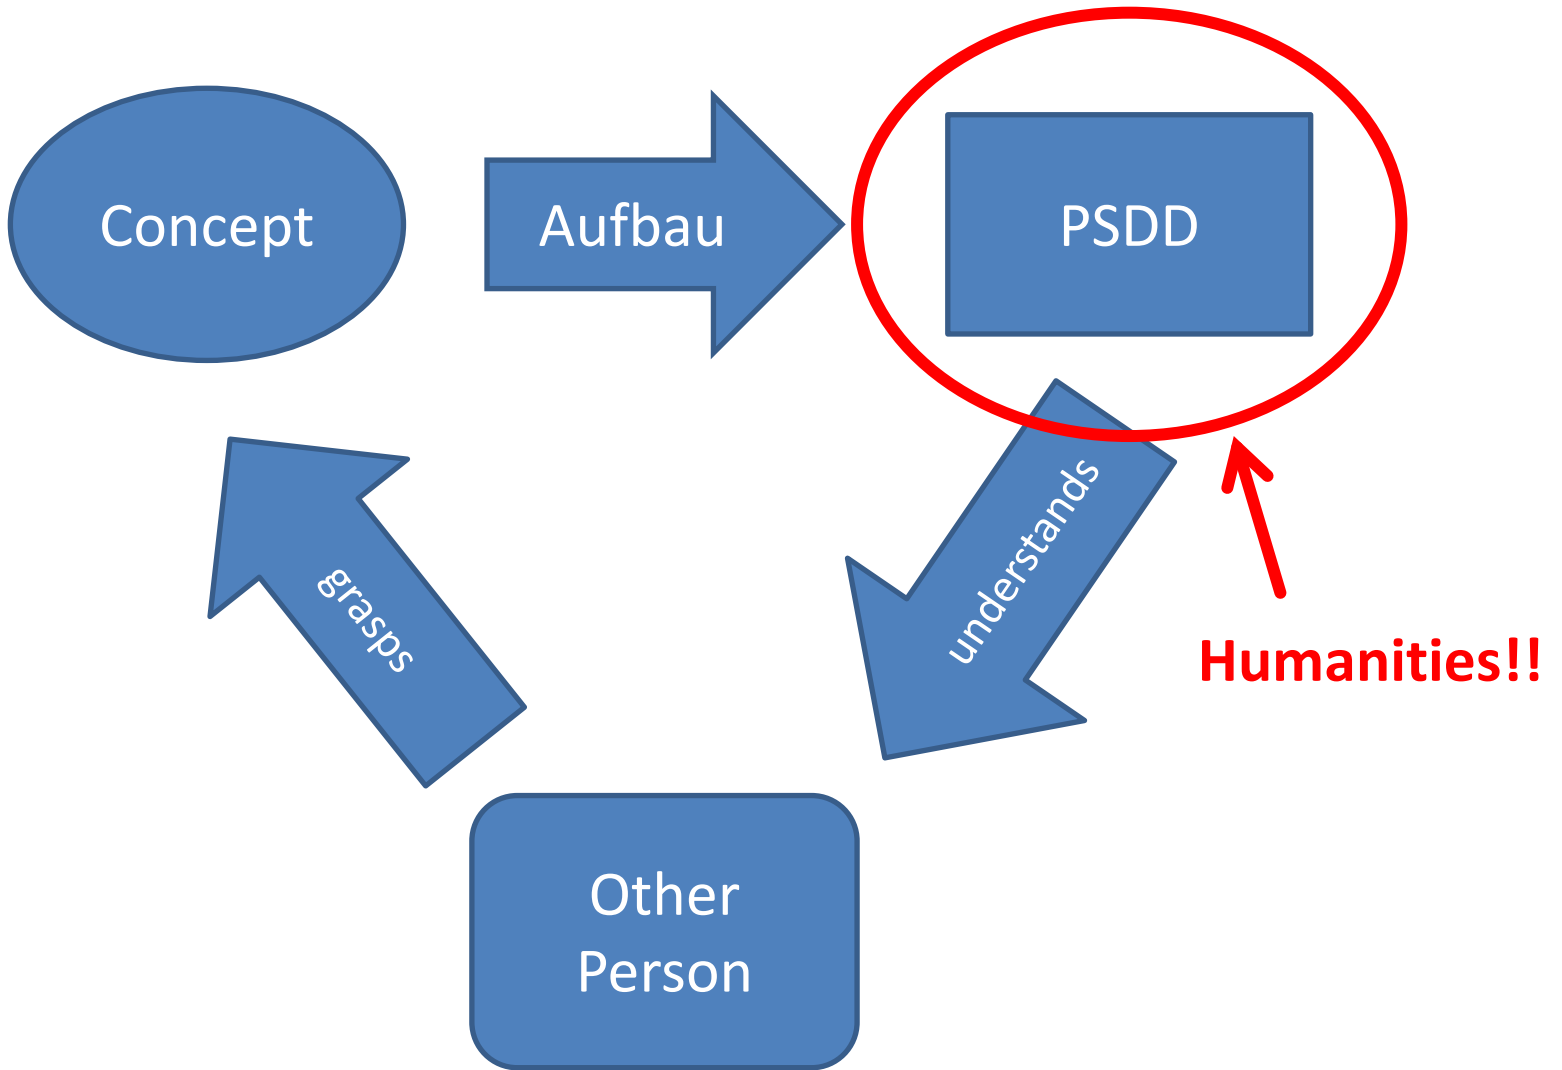 Concept
Aufbau
PSDD
understands
grasps
Humanities!!
Other
Person